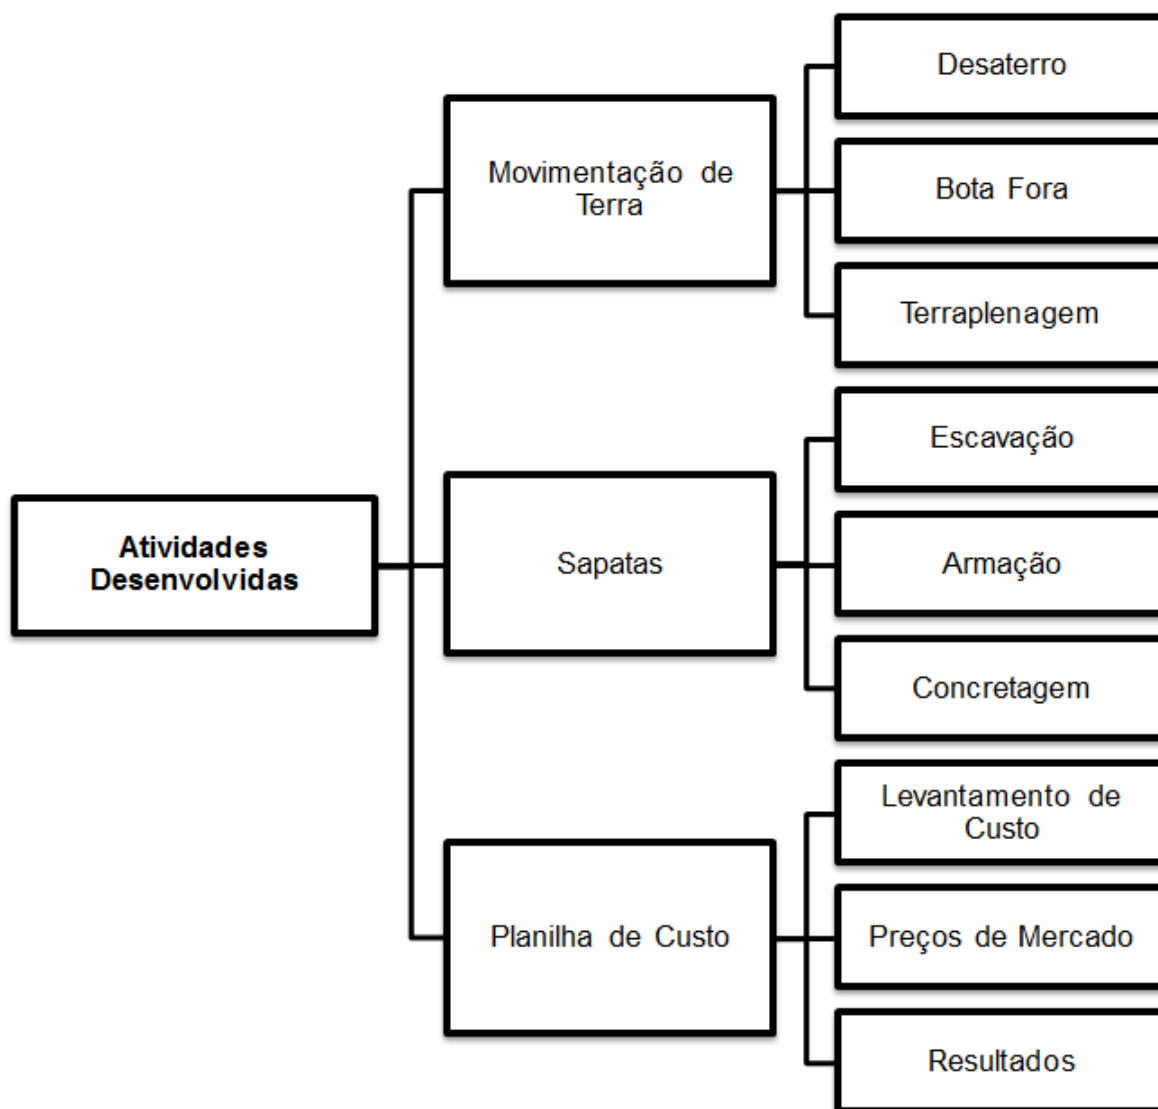 Atividades
Desenvolvidas
Movimentação de
Terra
Desaterro
Bota Fora
Terraplenagem
Sapatas
Escavação
Armação
Concretagem
Planilha de Custo
Levantamento de
Custo
Preços de Mercado
Resultados